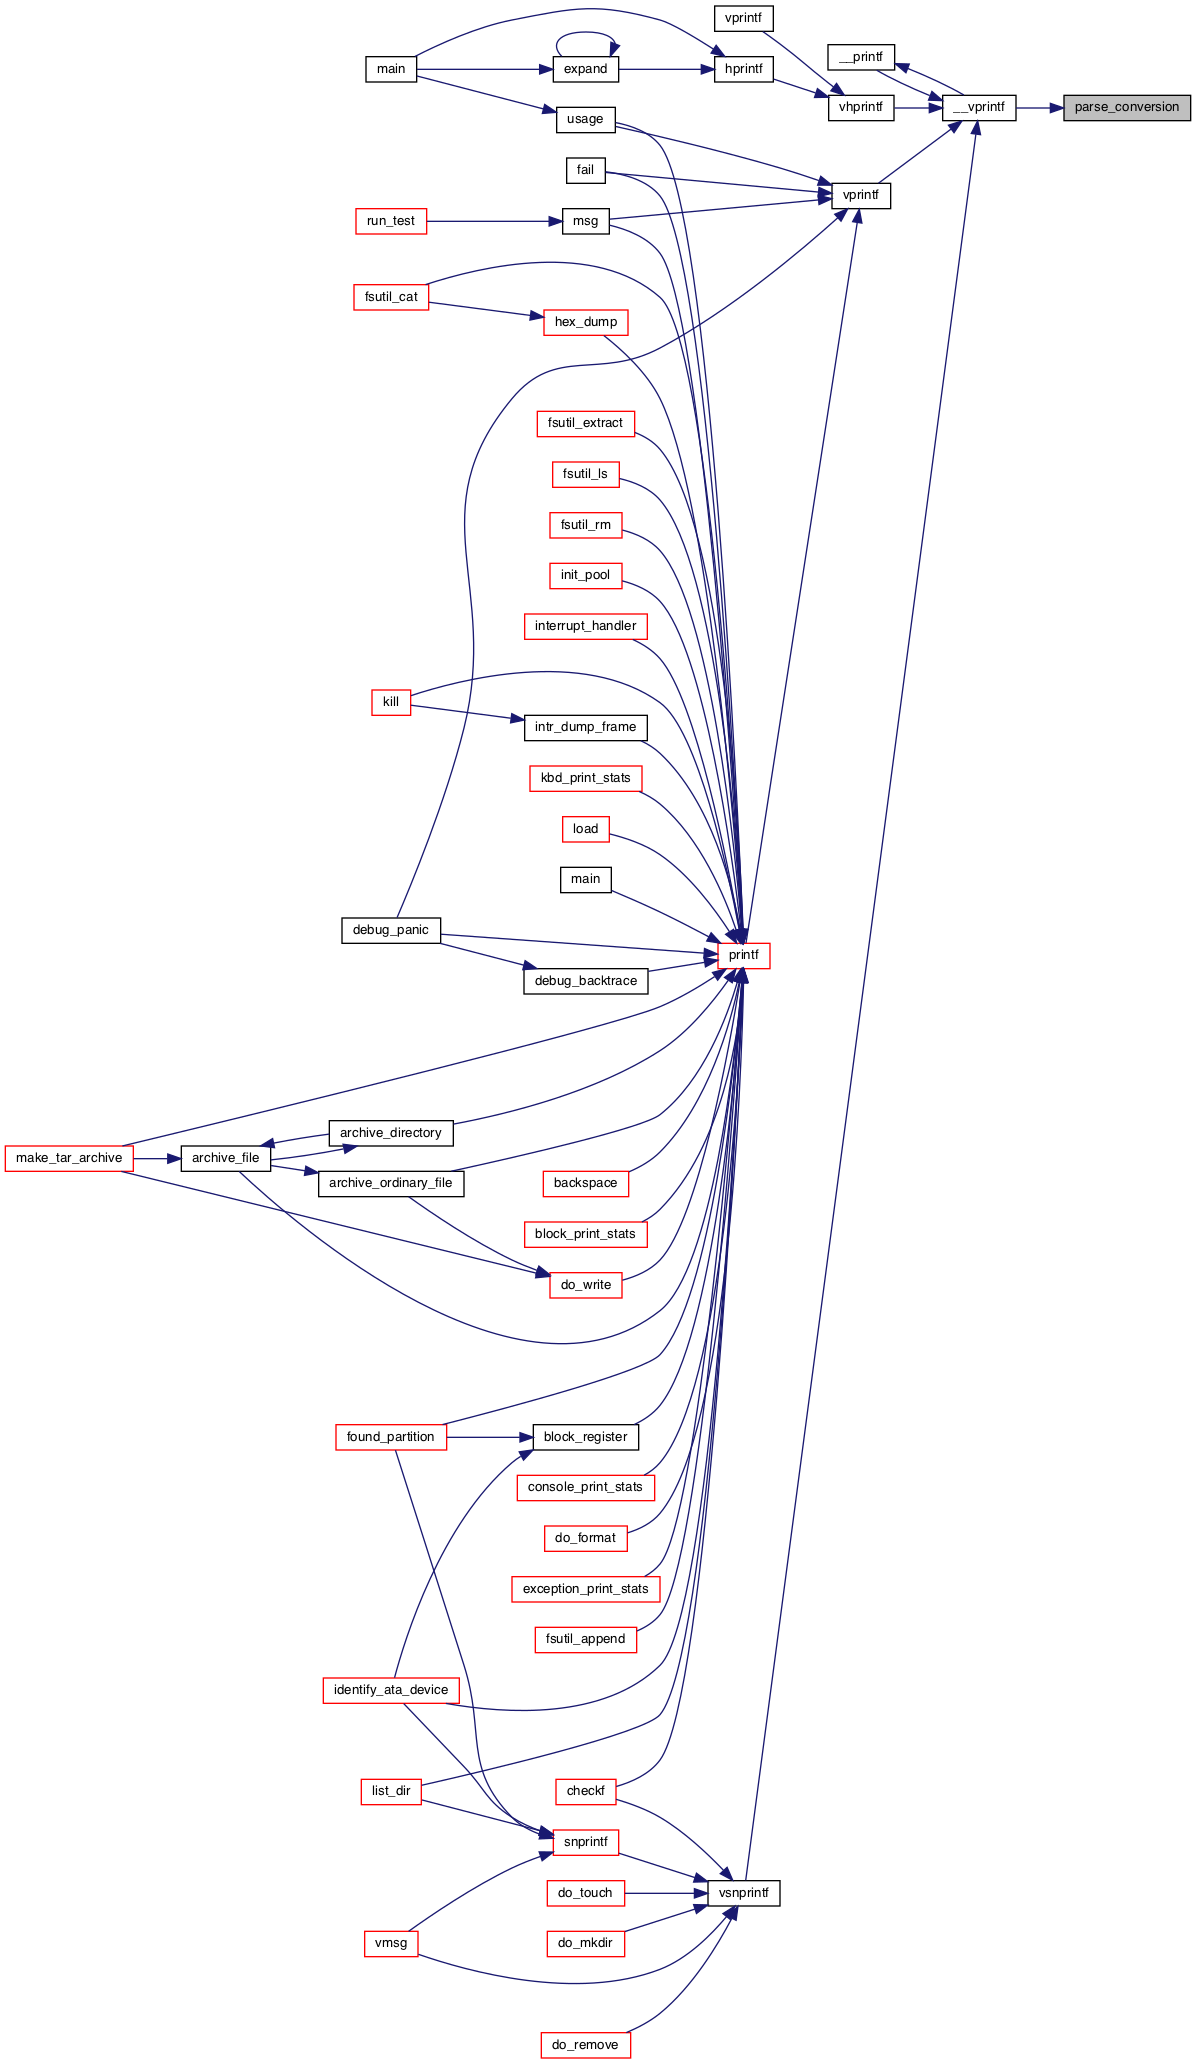 vprintf
__printf
main
expand
hprintf
vhprintf
__vprintf
parse_conversion
usage
fail
vprintf
run_test
msg
fsutil_cat
hex_dump
fsutil_extract
fsutil_ls
fsutil_rm
init_pool
interrupt_handler
kill
intr_dump_frame
kbd_print_stats
load
main
debug_panic
printf
debug_backtrace
archive_directory
make_tar_archive
archive_file
archive_ordinary_file
backspace
block_print_stats
do_write
found_partition
block_register
console_print_stats
do_format
exception_print_stats
fsutil_append
identify_ata_device
list_dir
checkf
snprintf
do_touch
vsnprintf
vmsg
do_mkdir
do_remove